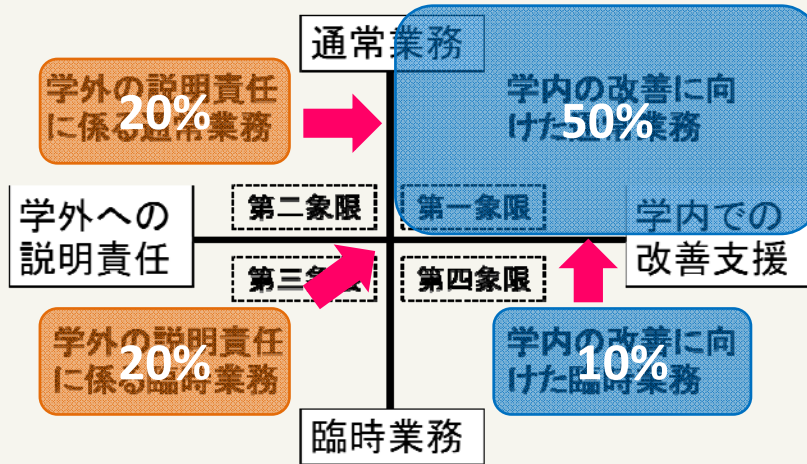 通常業務
学外の説明責任
に係る通常業務
20%
学内の改善に向
けた通常業務
50%
第二象限
第一象限
学外への
説明責任
学内での
改善支援
第三象限
第四象限
学外の説明責任
に係る臨時業務
20%
学内の改善に向
けた臨時業務
10%
臨時業務